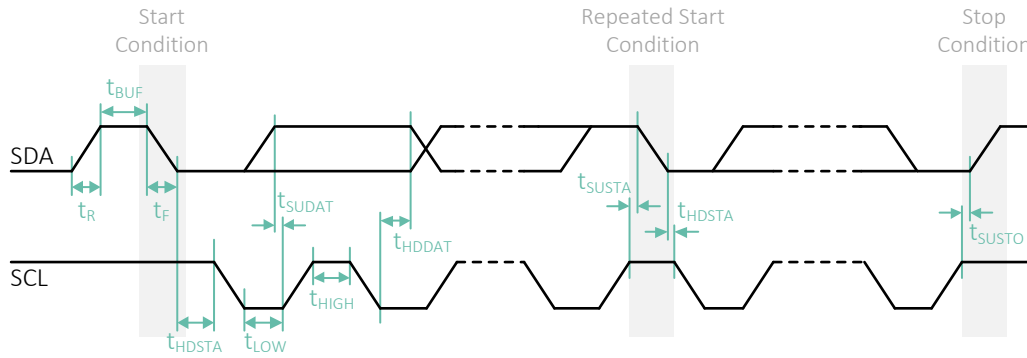 Start
Condition
Repeated Start
Condition
Stop
Condition
tBUF
SDA
tR
tF
tSUDAT
tHDDAT
tSUSTA
tHDSTA
tSUSTO
SCL
tHIGH
tHDSTA
tLOW